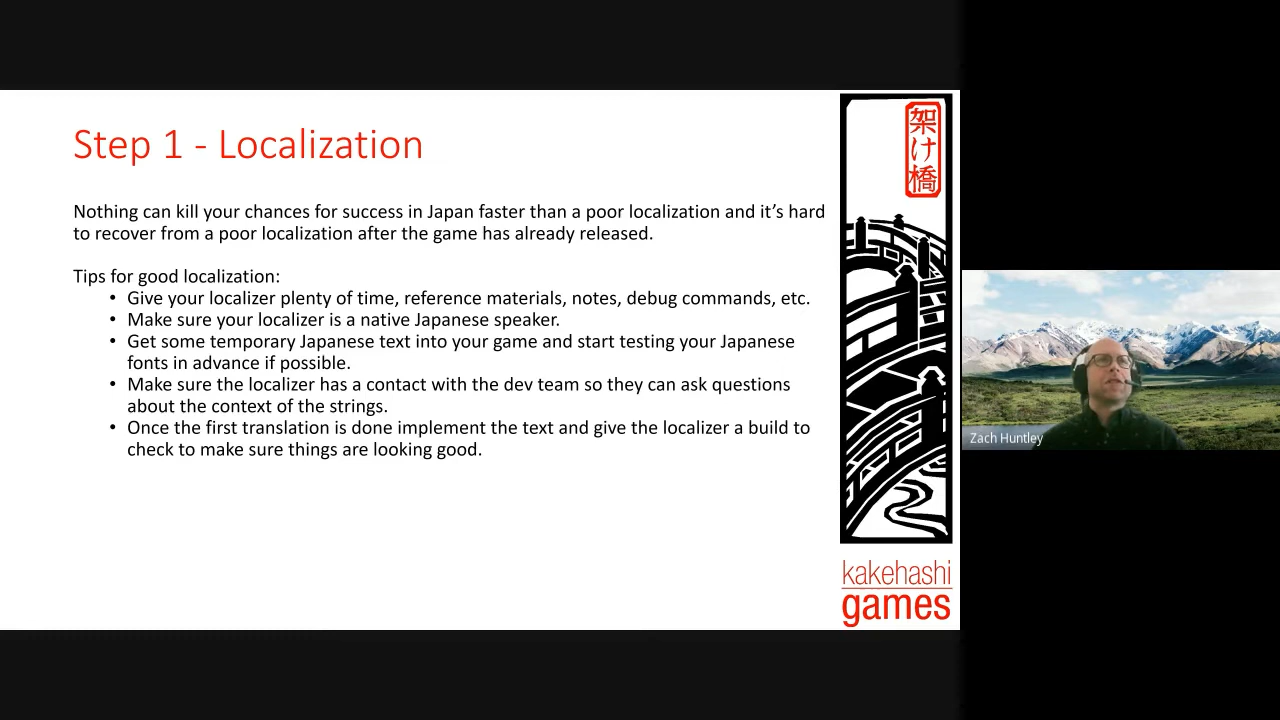 Step 1 - Localization
Nothing can kill your chances for success in Japan faster than a poor localization and it’s hard
to recover from a poor localization after the game has already released.
Tips for good localization:
• Give your localizer plenty of time, reference materials, notes, debug commands, etc.
• Make sure your localizer is a native Japanese speaker.
• Get some temporary Japanese text into your game and start testing your Japanese
fonts in advance if possible.
• Make sure the localizer has a contact with the dev team so they can ask questions
about the context of the strings.
• Once the first translation is done implement the text and give the localizer a build to
check to make sure things are looking good.
架け橋
kakehashi
games
Zach Huntley